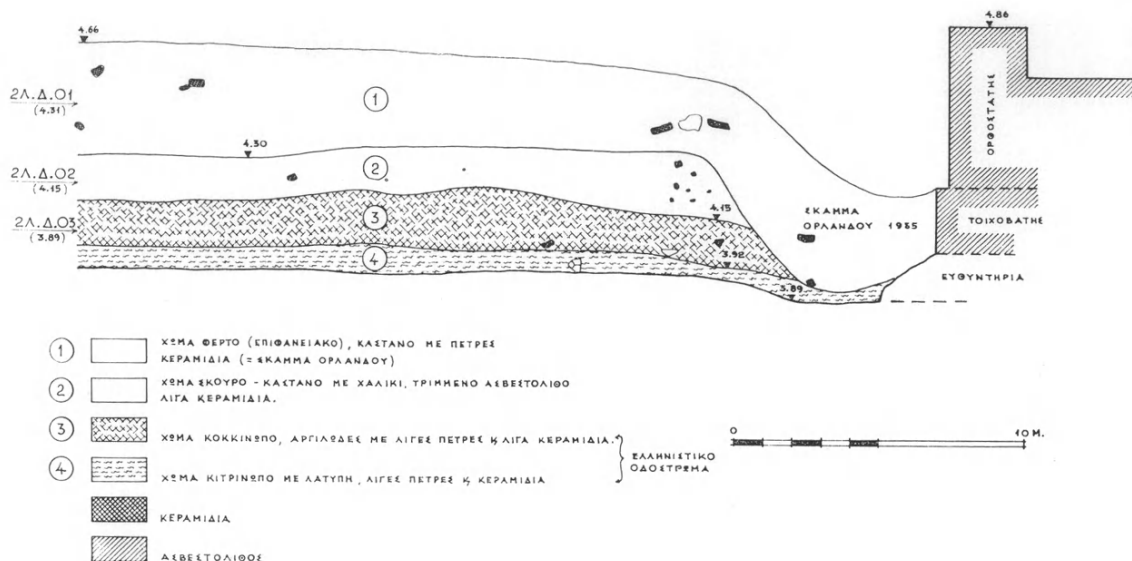 4.66
4.86
2Λ.Δ.01
(4.31)
1
ΟΡΘΟΣΤΑΤΗΣ
4.30
2Λ.Δ.02
(4.15)
2
2Λ.Δ.03
(3.89)
3
4.15
ΣΚΑΜΜΑ
ΟΡΛΑΝΔΟΥ 1955
ΤΟΙΧΟΒΑΤΗΣ
4
3.92
3.89
ΕΥΘΥΝΤΗΡΙΑ
1 ΧΩΜΑ ΦΕΡΤΟ (ΕΠΙΦΑΝΕΙΑΚΟ), ΚΑΣΤΑΝΟ ΜΕ ΠΕΤΡΕΣ
ΚΕΡΑΜΙΔΙΑ (= ΣΚΑΜΜΑ ΟΡΛΑΝΔΟΥ)
2 ΧΩΜΑ ΣΚΟΥΡΟ - ΚΑΣΤΑΝΟ ΜΕ ΧΑΛΙΚΙ, ΤΡΙΜΜΕΝΟ ΑΣΒΕΣΤΟΛΙΘΟ
ΛΙΓΑ ΚΕΡΑΜΙΔΙΑ.
3 ΧΩΜΑ ΚΟΚΚΙΝΩΠΟ, ΑΡΓΙΛΩΔΕΣ ΜΕ ΛΙΓΕΣ ΠΕΤΡΕΣ ϗ ΛΙΓΑ ΚΕΡΑΜΙΔΙΑ.
0
10 Μ.
ΕΛΛΗΝΙΣΤΙΚΟ
ΟΔΟΣΤΡΩΜΑ
4 ΧΩΜΑ ΚΙΤΡΙΝΩΠΟ ΜΕ ΛΑΤΥΠΗ, ΛΙΓΕΣ ΠΕΤΡΕΣ ϗ ΚΕΡΑΜΙΔΙΑ
ΚΕΡΑΜΙΔΙΑ
ΑΣΒΕΣΤΟΛΙΘΟΣ